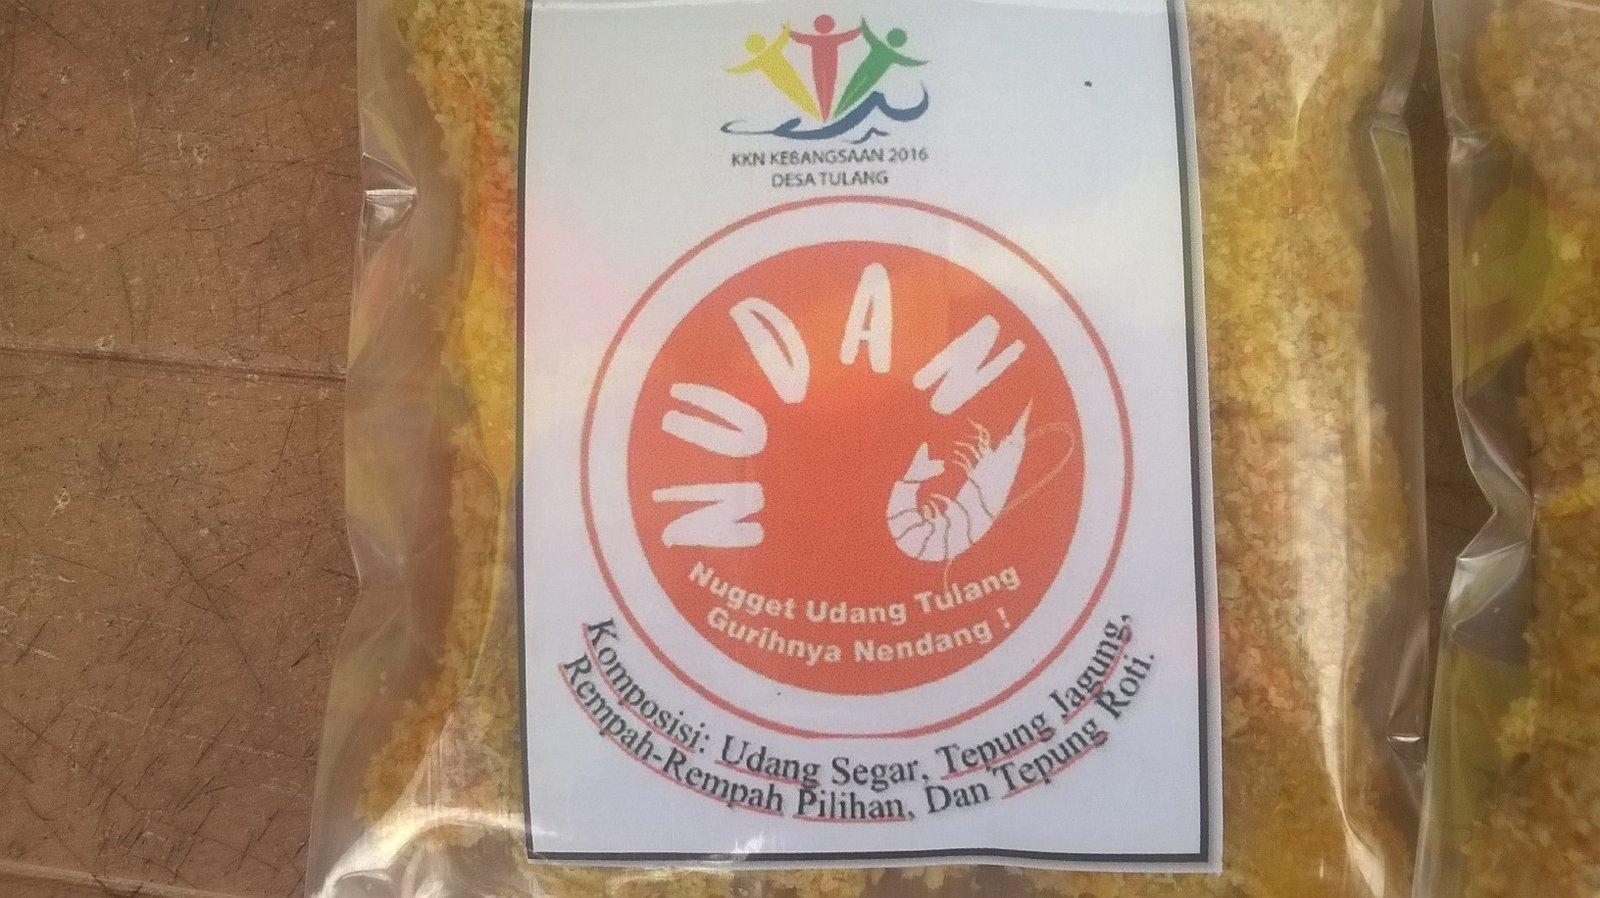 KKN KEBANGSAAN 2016
DESA TULANG
NUDAN
Nugget Udang Tulang
Gurihnya Nendang !
Komposisi: Udang Segar, Tepung Jagung,
Rempah-Rempah Pilihan, Dan Tepung Roti.